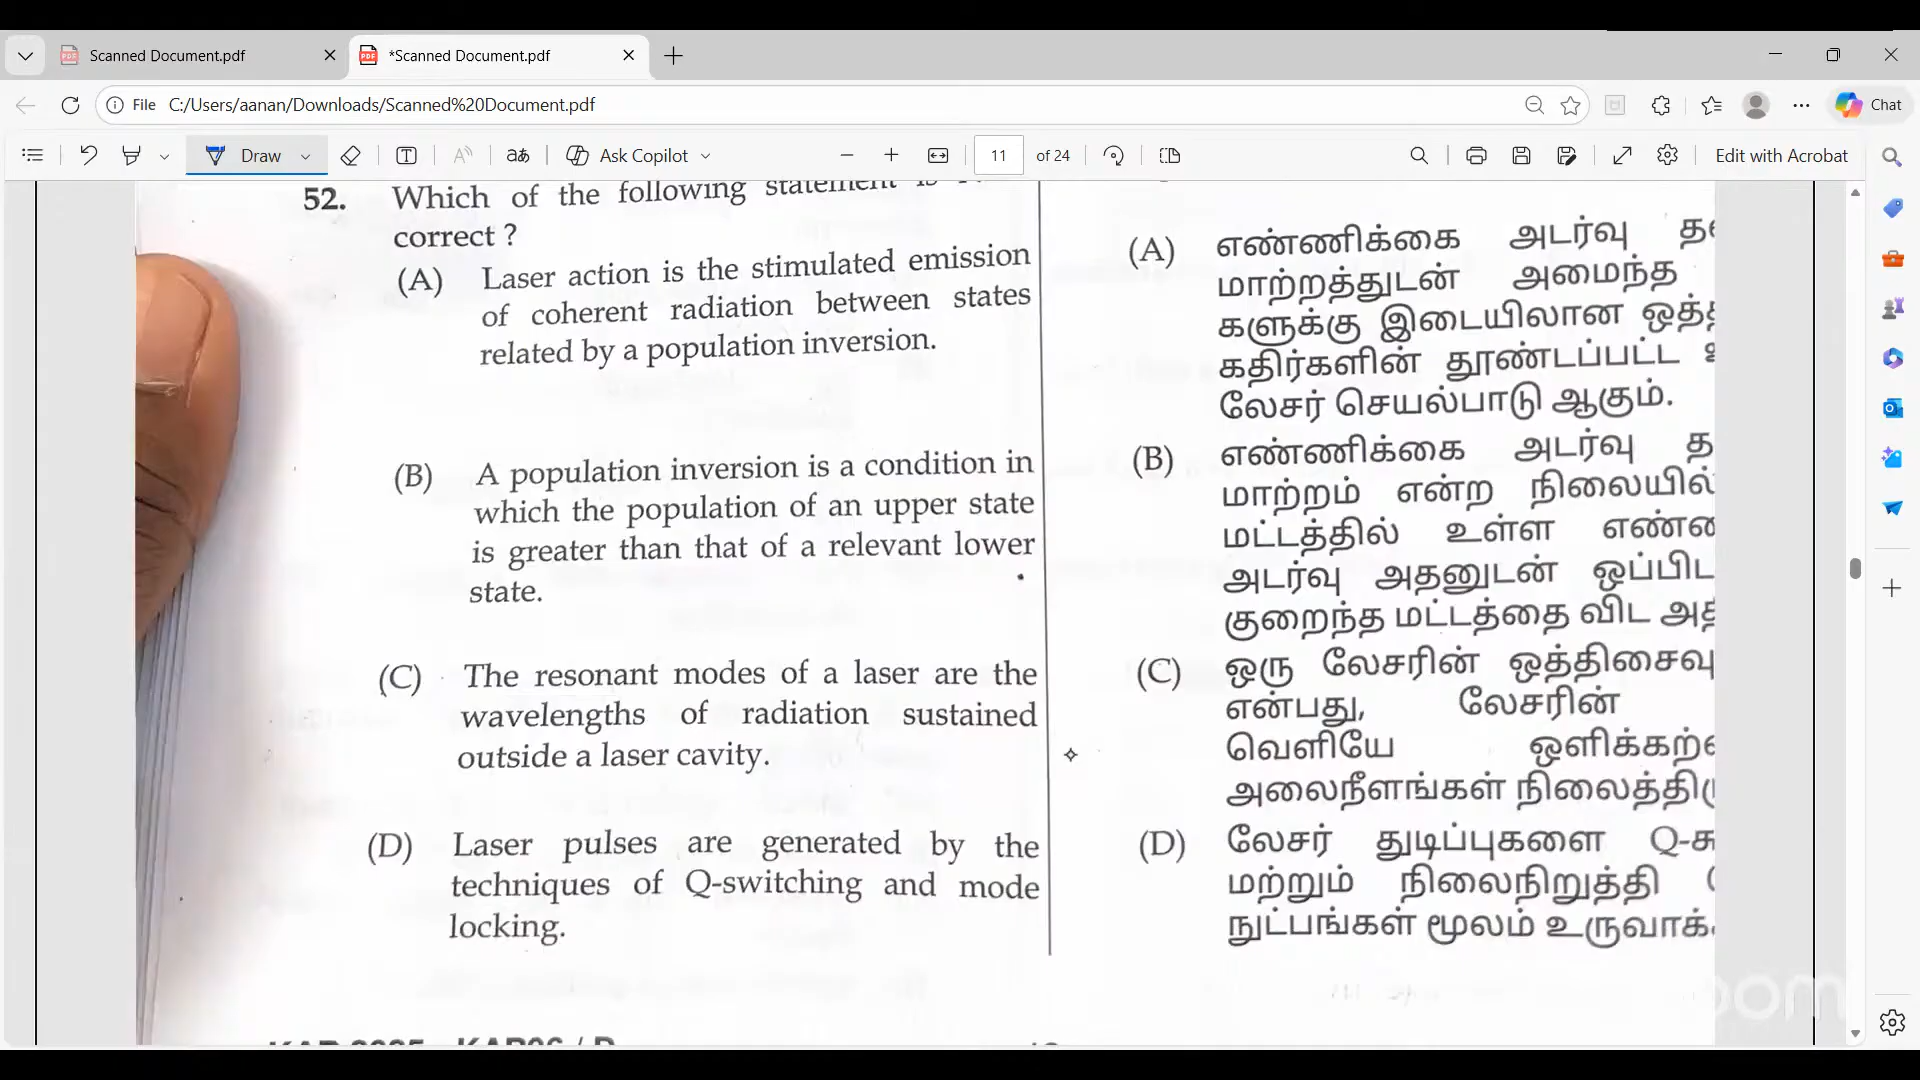 Scanned Document.pdf
*Scanned Document.pdf
File C:/Users/aanan/Downloads/Scanned%20Document.pdf
Chat
Draw
Ask Copilot
11 of 24
Edit with Acrobat
52. Which of the following statement is
correct ?
(A) Laser action is the stimulated emission
of coherent radiation between states
related by a population inversion.
(B) A population inversion is a condition in
which the population of an upper state
is greater than that of a relevant lower
state.
(C) The resonant modes of a laser are the
wavelengths of radiation sustained
outside a laser cavity.
(D) Laser pulses are generated by the
techniques of Q-switching and mode
locking.
(A) எண்ணிக்கை அடர்வு
மாற்றத்துடன் அமைந்த
களுக்கு இடையிலான
கதிர்களின் தூண்டப்பட்ட
லேசர் செயல்பாடு ஆகும்.
(B) எண்ணிக்கை அடர்வு
மாற்றம் என்ற நிலையில்
மட்டத்தில் உள்ள
அடர்வு அதனுடன்
குறைந்த மட்டத்தை விட
(C) ஒரு லேசரின்
என்பது, லேசரின்
வெளியே
அலைநீளங்கள்
(D) லேசர் துடிப்புகளை
மற்றும் நிலைநிறுத்தி
நுட்பங்கள் மூலம்